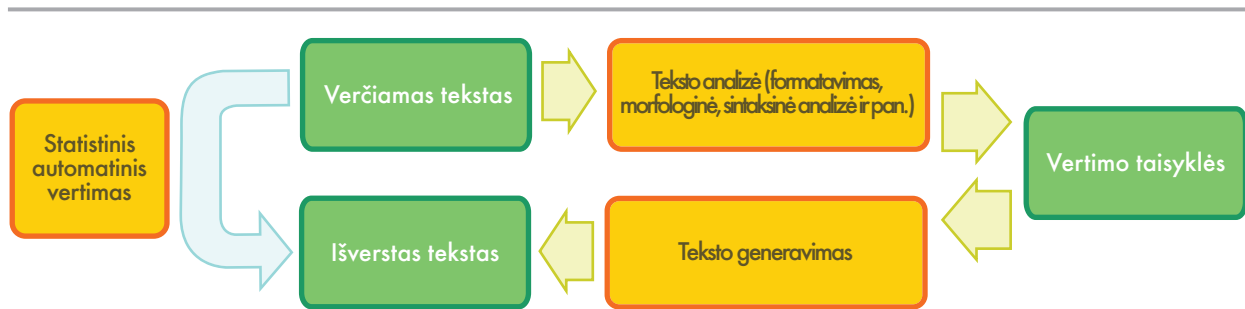 Statistinis
automatinis
vertimas
Verčiamas tekstas
Teksto analizė (formatavimas,
morfologinė, sintaksinė analizė ir pan.)
Vertimo taisyklės
Teksto generavimas
Išverstas tekstas